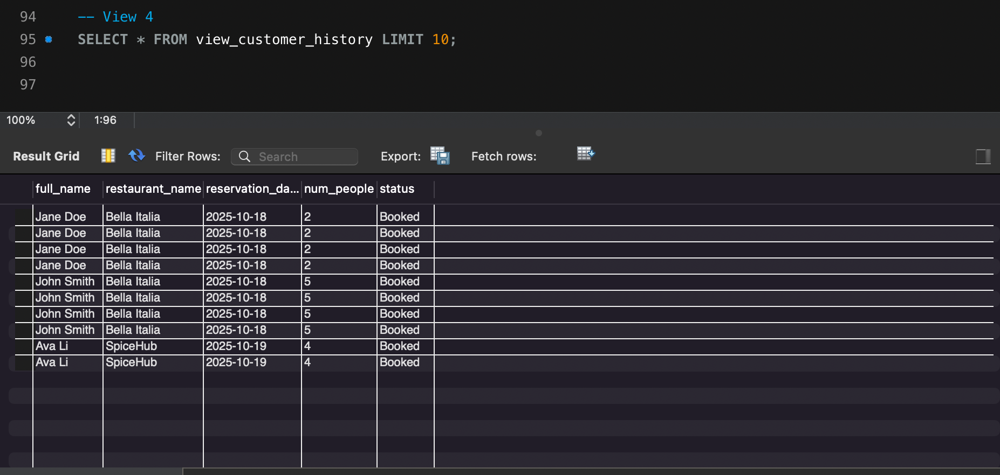 94 -- View 4
95 SELECT * FROM view_customer_history LIMIT 10;
96
97
100% 1:96
Result Grid Filter Rows: Search Export: Fetch rows:
full_name restaurant_name reservation_da... num_people status
Jane Doe Bella Italia 2025-10-18 2 Booked
Jane Doe Bella Italia 2025-10-18 2 Booked
Jane Doe Bella Italia 2025-10-18 2 Booked
Jane Doe Bella Italia 2025-10-18 2 Booked
John Smith Bella Italia 2025-10-18 5 Booked
John Smith Bella Italia 2025-10-18 5 Booked
John Smith Bella Italia 2025-10-18 5 Booked
John Smith Bella Italia 2025-10-18 5 Booked
Ava Li SpiceHub 2025-10-19 4 Booked
Ava Li SpiceHub 2025-10-19 4 Booked